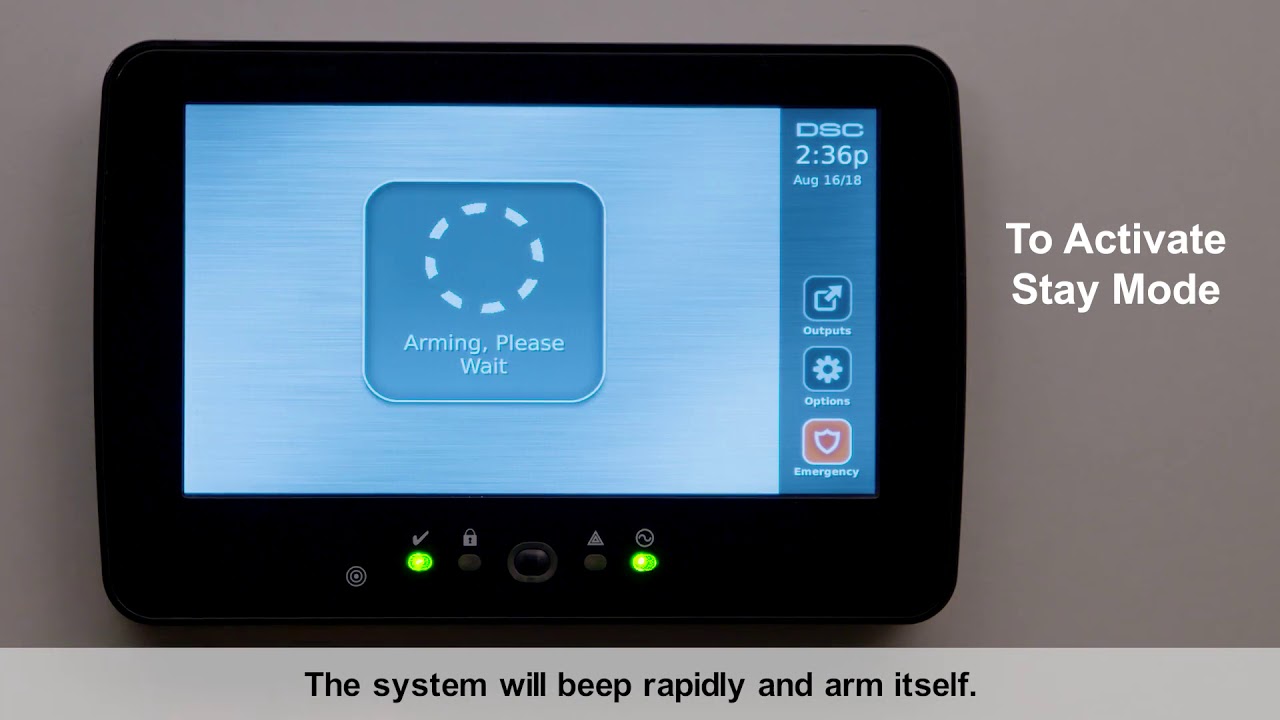 DSC
2:36p
Aug 16/18
Arming, Please
Wait
Outputs
Options
Emergency
To Activate
Stay Mode
The system will beep rapidly and arm itself.